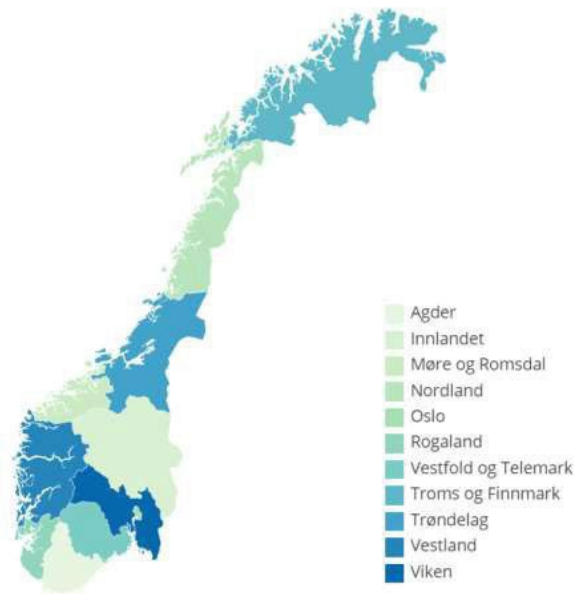 Agder
Innlandet
Møre og Romsdal
Nordland
Oslo
Rogaland
Vestfold og Telemark
Troms og Finnmark
Trøndelag
Vestland
Viken